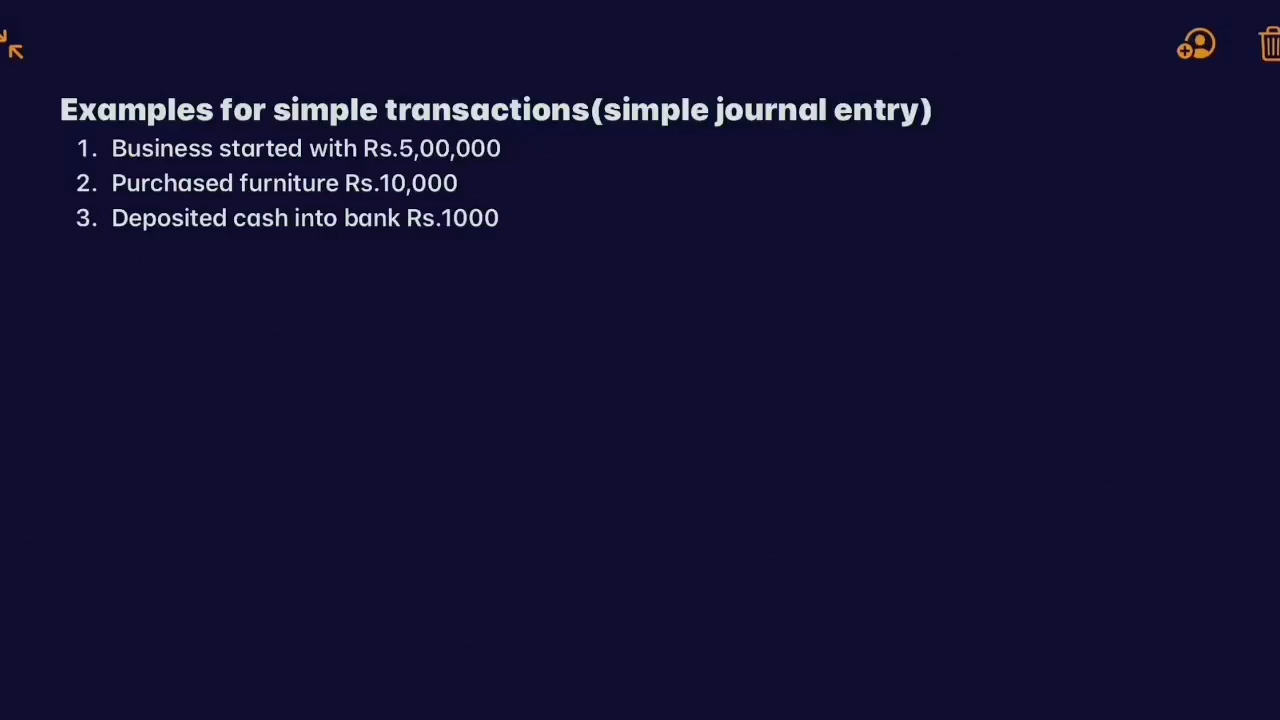 Examples for simple transactions(simple journal entry)
1. Business started with Rs.5,00,000
2. Purchased furniture Rs.10,000
3. Deposited cash into bank Rs.1000